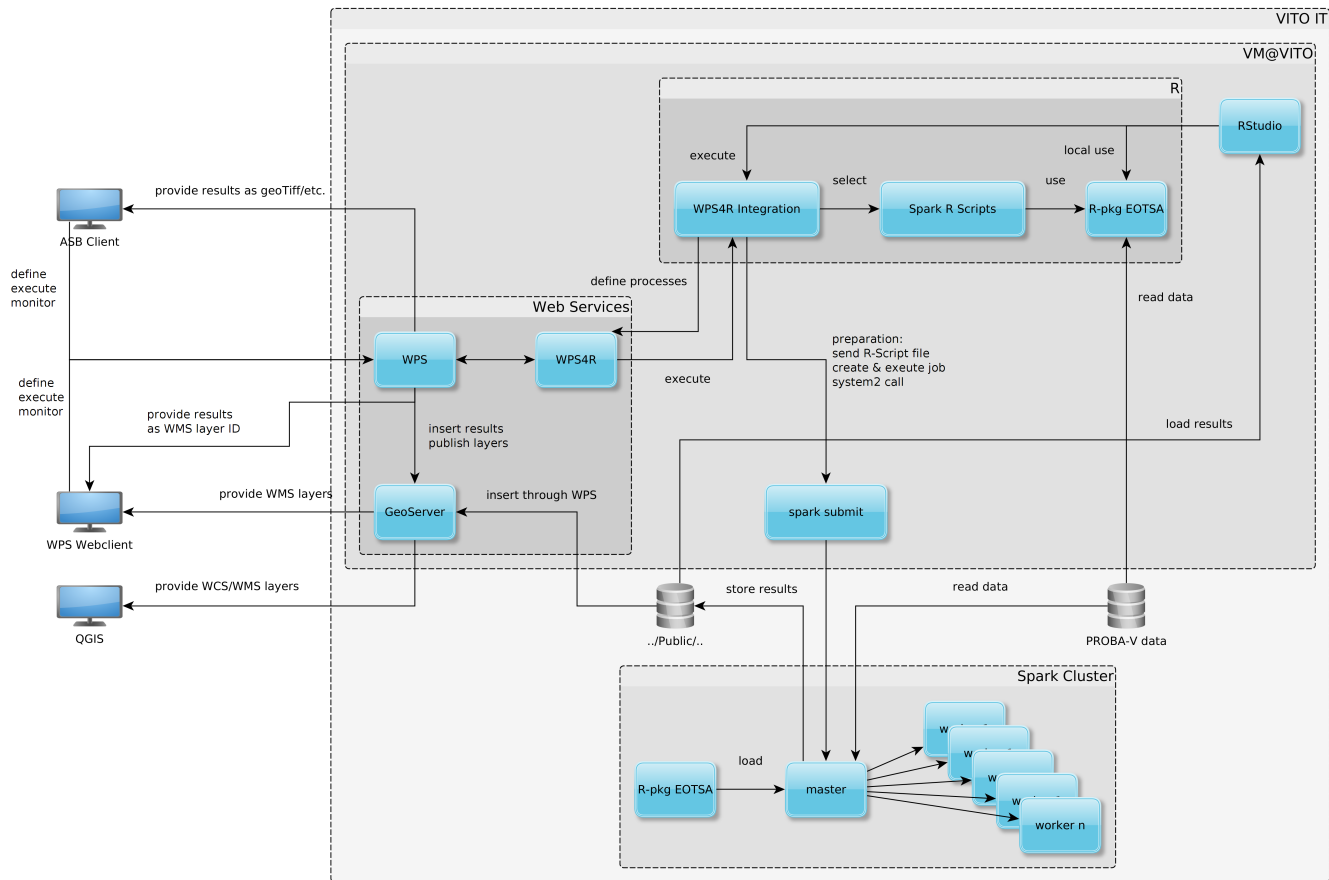 VITO IT
VM@VITO
R
RStudio
execute
local use
select
use
WPS4R Integration
Spark R Scripts
R-pkg EOTSA
provide results as geoTiff/etc.
ASB Client
define
execute
monitor
define processes
read data
Web Services
WPS
WPS4R
execute
preparation:
send R-Script file
create & exeute job
system2 call
define
execute
monitor
provide results
as WMS layer ID
insert results
publish layers
load results
provide WMS layers
insert through WPS
GeoServer
spark submit
WPS Webclient
provide WCS/WMS layers
QGIS
store results
read data
../Public/..
PROBA-V data
Spark Cluster
load
R-pkg EOTSA
master
worker n